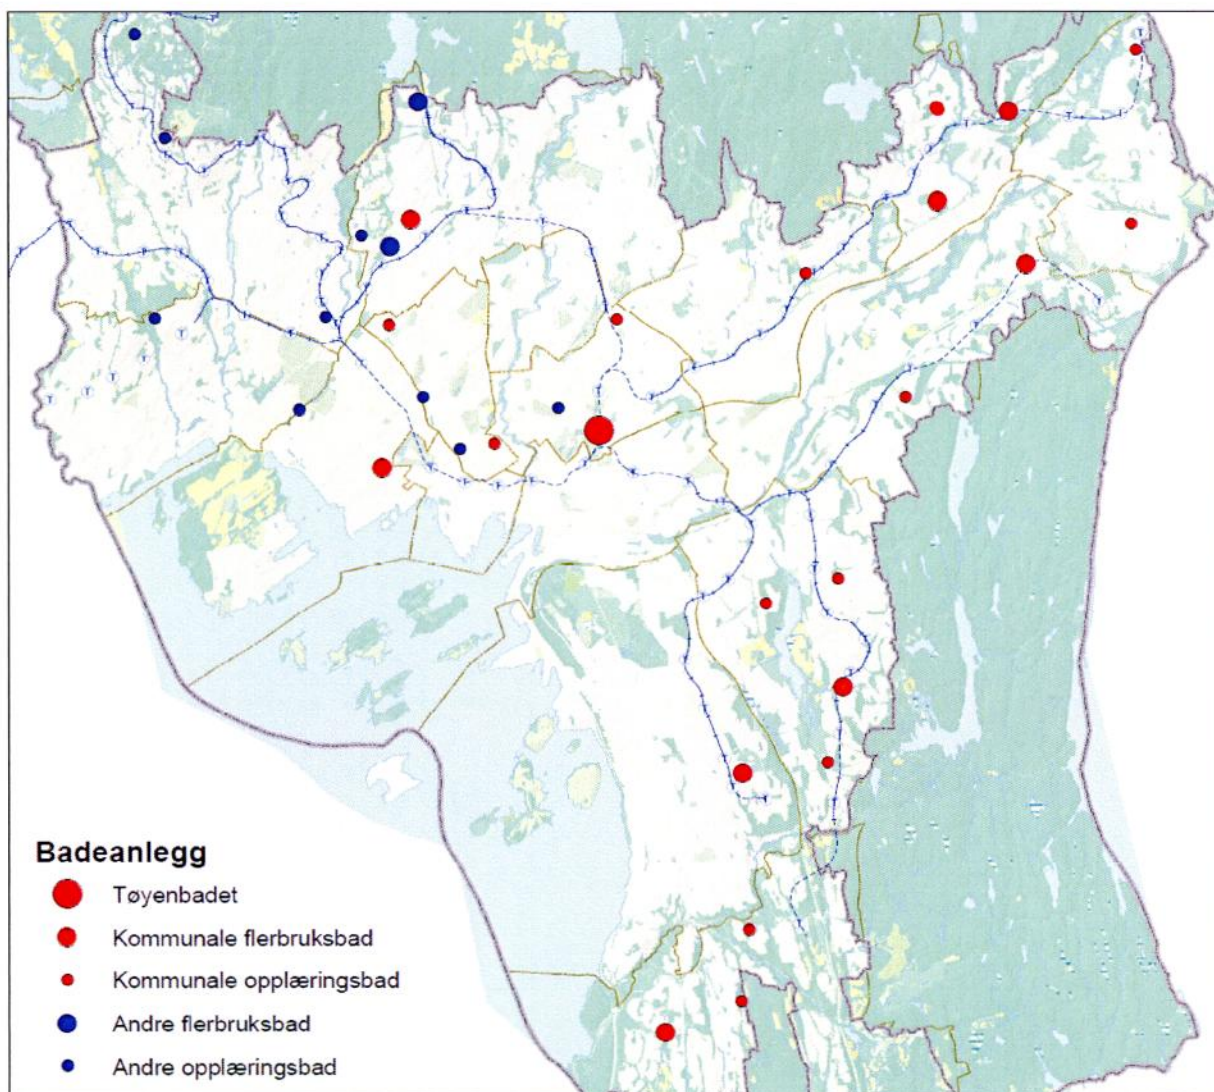 Badeanlegg
Tøyenbadet
Kommunale flerbruksbad
Kommunale opplæringsbad
Andre flerbruksbad
Andre opplæringsbad